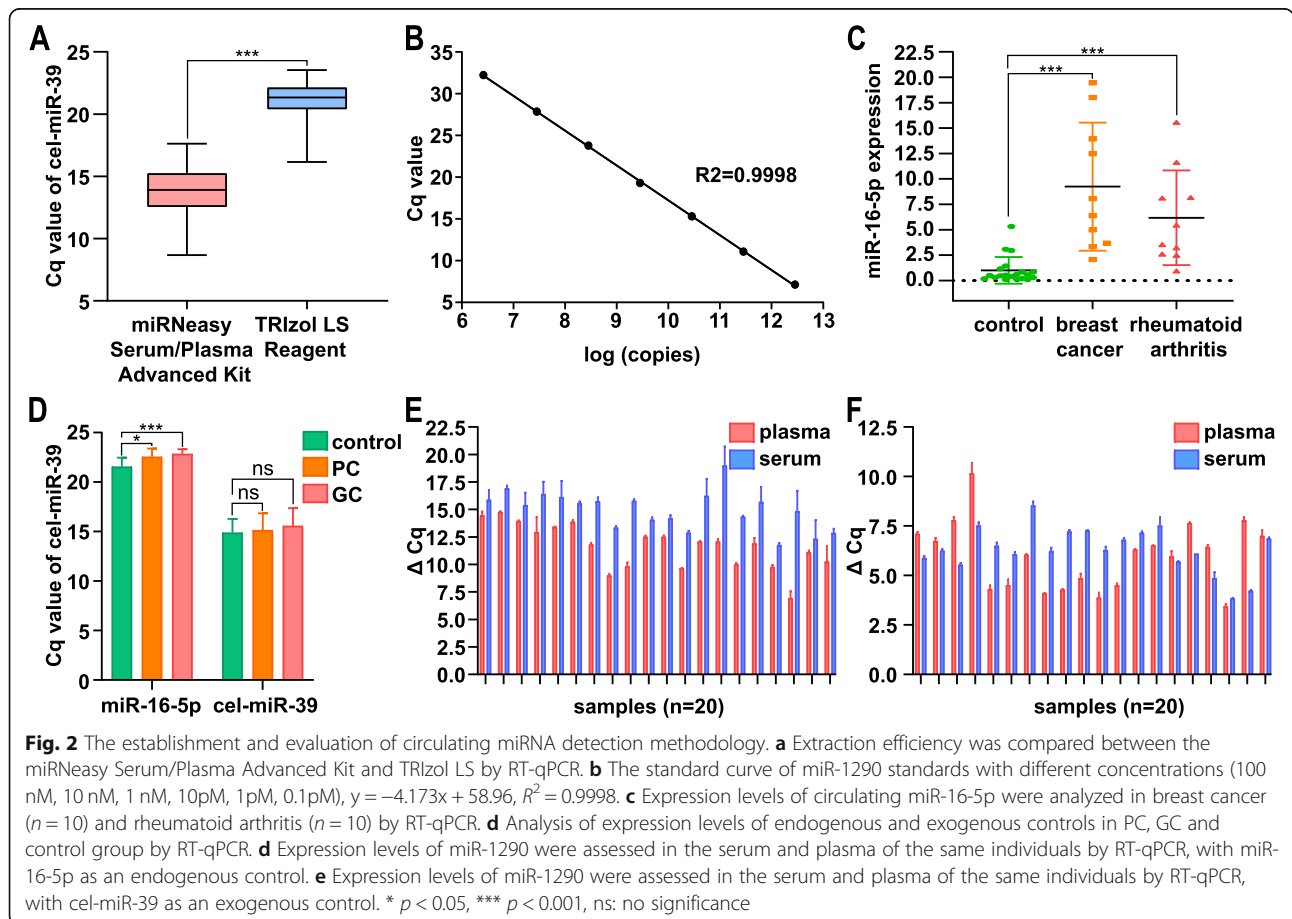 A
Cq value of cel-miR-39
25
20
15
10
5
***
miRNeasy
Serum/Plasma
Advanced Kit
TRIzol LS
Reagent
B
Cq value
35
30
25
20
15
10
5
R2=0.9998
6 7 8 9 10 11 12 13
log (copies)
C
miR-16-5p expression
22.5
20.0
17.5
15.0
12.5
10.0
7.5
5.0
2.5
0.0
***
***
control
breast
cancer
rheumatoid
arthritis
D
Cq value of cel-miR-39
25
20
15
10
5
0
***
*
ns
ns
control
PC
GC
miR-16-5p cel-miR-39
E
Δ Cq
22.5
20.0
17.5
15.0
12.5
10.0
7.5
5.0
2.5
0.0
plasma
serum
samples (n=20)
F
Δ Cq
12.5
10.0
7.5
5.0
2.5
0.0
plasma
serum
samples (n=20)
Fig. 2 The establishment and evaluation of circulating miRNA detection methodology. a Extraction efficiency was compared between the
miRNeasy Serum/Plasma Advanced Kit and TRIzol LS by RT-qPCR. b The standard curve of miR-1290 standards with different concentrations (100
nM, 10 nM, 1 nM, 10pM, 1pM, 0.1pM), y = −4.173x + 58.96, R² = 0.9998. c Expression levels of circulating miR-16-5p were analyzed in breast cancer
(n = 10) and rheumatoid arthritis (n = 10) by RT-qPCR. d Analysis of expression levels of endogenous and exogenous controls in PC, GC and
control group by RT-qPCR. d Expression levels of miR-1290 were assessed in the serum and plasma of the same individuals by RT-qPCR, with miR-
16-5p as an endogenous control. e Expression levels of miR-1290 were assessed in the serum and plasma of the same individuals by RT-qPCR,
with cel-miR-39 as an exogenous control. * p < 0.05, *** p < 0.001, ns: no significance